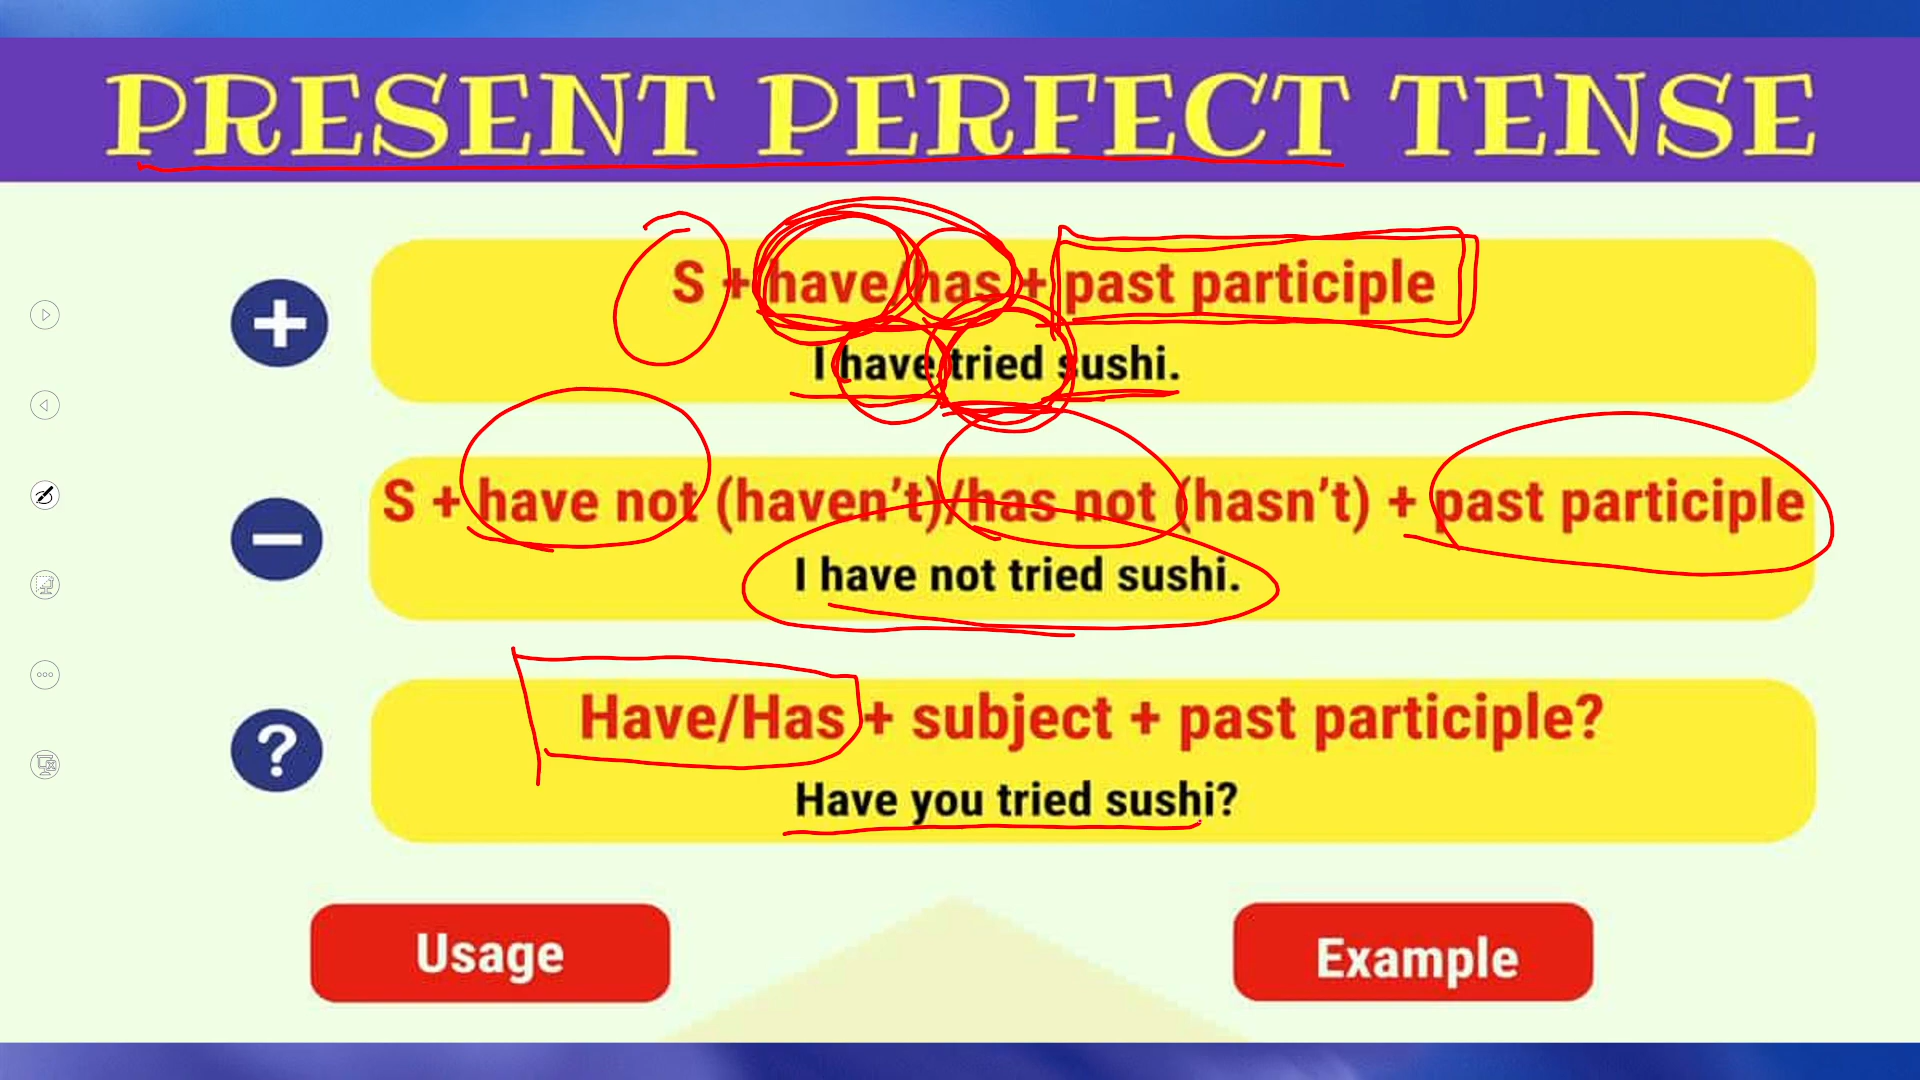 PRESENT PERFECT TENSE
S + have/has + past participle
I have tried sushi.
S + have not (haven't)/has not (hasn't) + past participle
I have not tried sushi.
Have/Has + subject + past participle?
Have you tried sushi?
Usage
Example